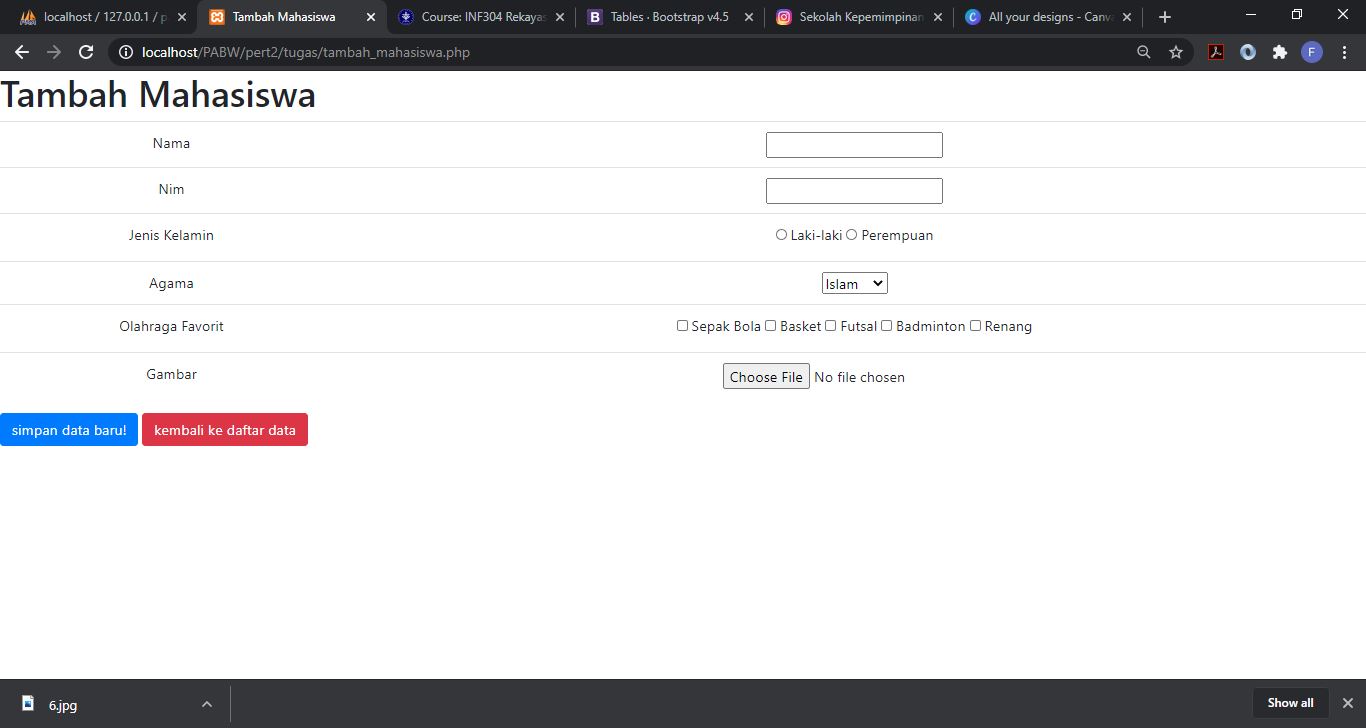 localhost / 127.0.0.1 / p
Tambah Mahasiswa
Course: INF304 Rekayas
Tables · Bootstrap v4.5
Sekolah Kepemimpinan
All your designs - Canv
localhost/PABW/pert2/tugas/tambah_mahasiswa.php
F
Tambah Mahasiswa
Nama
Nim
Jenis Kelamin
Laki-laki Perempuan
Agama
Islam
Olahraga Favorit
Sepak Bola Basket Futsal Badminton Renang
Gambar
Choose File No file chosen
simpan data baru! kembali ke daftar data
6.jpg
Show all